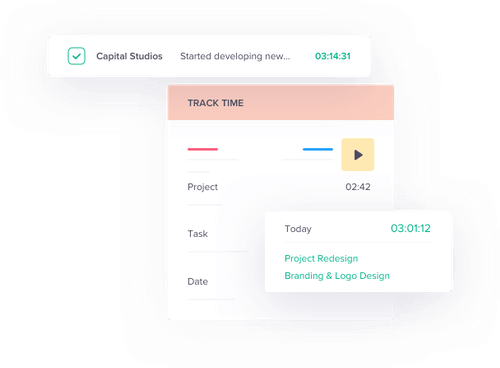 Capital Studios Started developing new... 03:14:31
TRACK TIME
Project 02:42
Task
Date
Today 03:01:12
Project Redesign
Branding & Logo Design